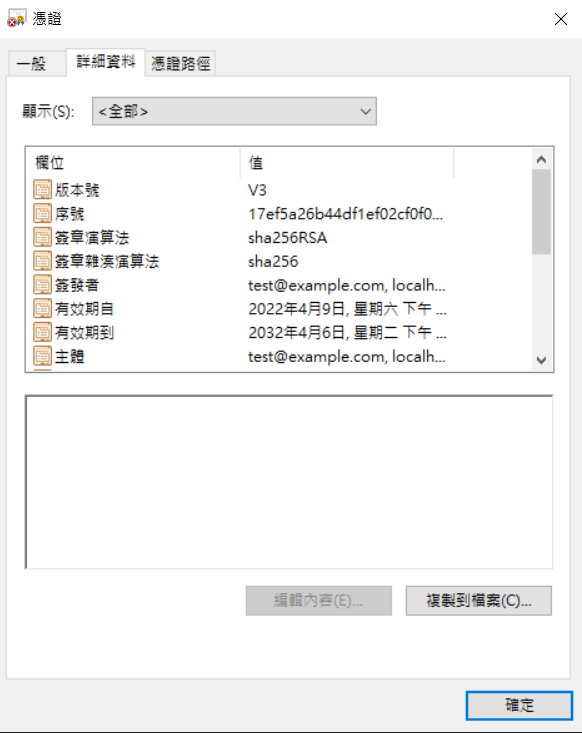 憑證
一般 詳細資料 憑證路徑
顯示(S): <全部>
欄位 值
版本號 V3
序號 17ef5a26b44df1ef02cf0f0...
簽章演算法 sha256RSA
簽章雜湊演算法 sha256
簽發者 test@example.com, localh...
有效期自 2022年4月9日, 星期六 下午 ...
有效期到 2032年4月6日, 星期二 下午 ...
主體 test@example.com, localh...
編輯內容(E)... 複製到檔案(C)...
確定